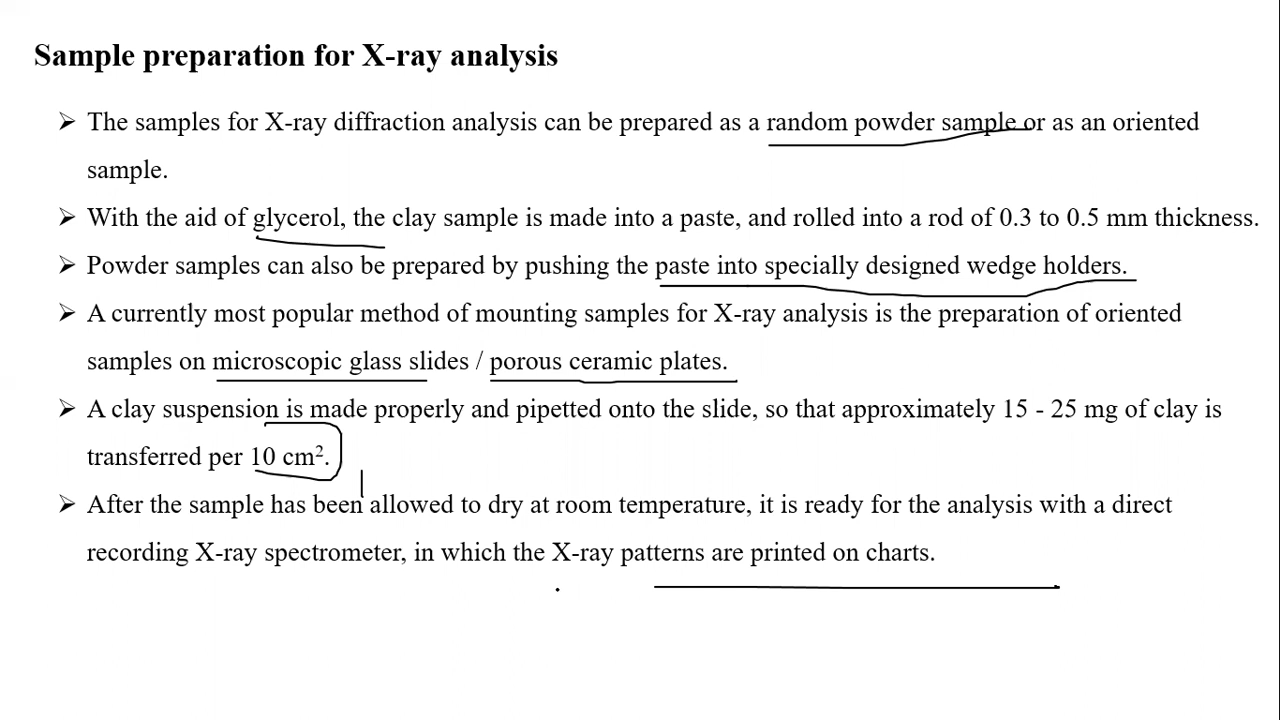 Sample preparation for X-ray analysis
➢ The samples for X-ray diffraction analysis can be prepared as a random powder sample or as an oriented
sample.
➢ With the aid of glycerol, the clay sample is made into a paste, and rolled into a rod of 0.3 to 0.5 mm thickness.
➢ Powder samples can also be prepared by pushing the paste into specially designed wedge holders.
➢ A currently most popular method of mounting samples for X-ray analysis is the preparation of oriented
samples on microscopic glass slides / porous ceramic plates.
➢ A clay suspension is made properly and pipetted onto the slide, so that approximately 15 - 25 mg of clay is
transferred per 10 cm².
➢ After the sample has been allowed to dry at room temperature, it is ready for the analysis with a direct
recording X-ray spectrometer, in which the X-ray patterns are printed on charts.